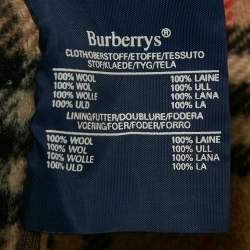 Burberrys®
CLOTH/OBERSTOFF/ETOFFE/TESSUTO
STOF/KLAEDE/TYG/TELA
100% WOOL 100% LAINE
100% WOL 100% ULL
100% WOLLE 100% LANA
100% ULD 100% LA
LINING/FUTTER/DOUBLURE/FODERA
VOERING/FOER/FODER/FORRO
100% WOOL 100% LAINE
100% WOL 100% ULL
100% WOLLE 100% LANA
100% ULD 100% LA